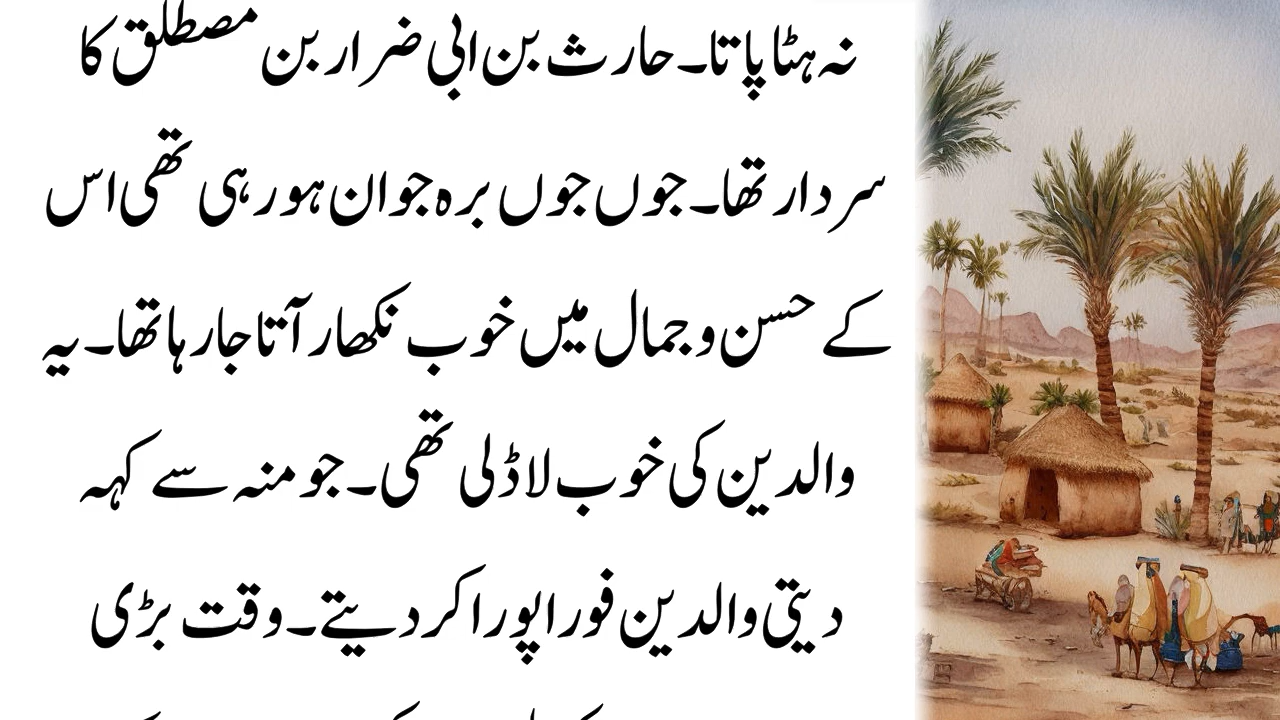 نہ ہٹا پاتا۔ حارث بن ابی ضرار بن مصطلق کا
سردار تھا۔ جوں جوں برہ جوان ہو رہی تھی اس
کے حسن و جمال میں خوب نکھار آتا جا رہا تھا۔ یہ
والدین کی خوب لاڈلی تھی۔ جو منہ سے کہہ
دیتی والدین فورا پورا کر دیتے۔ وقت بڑی